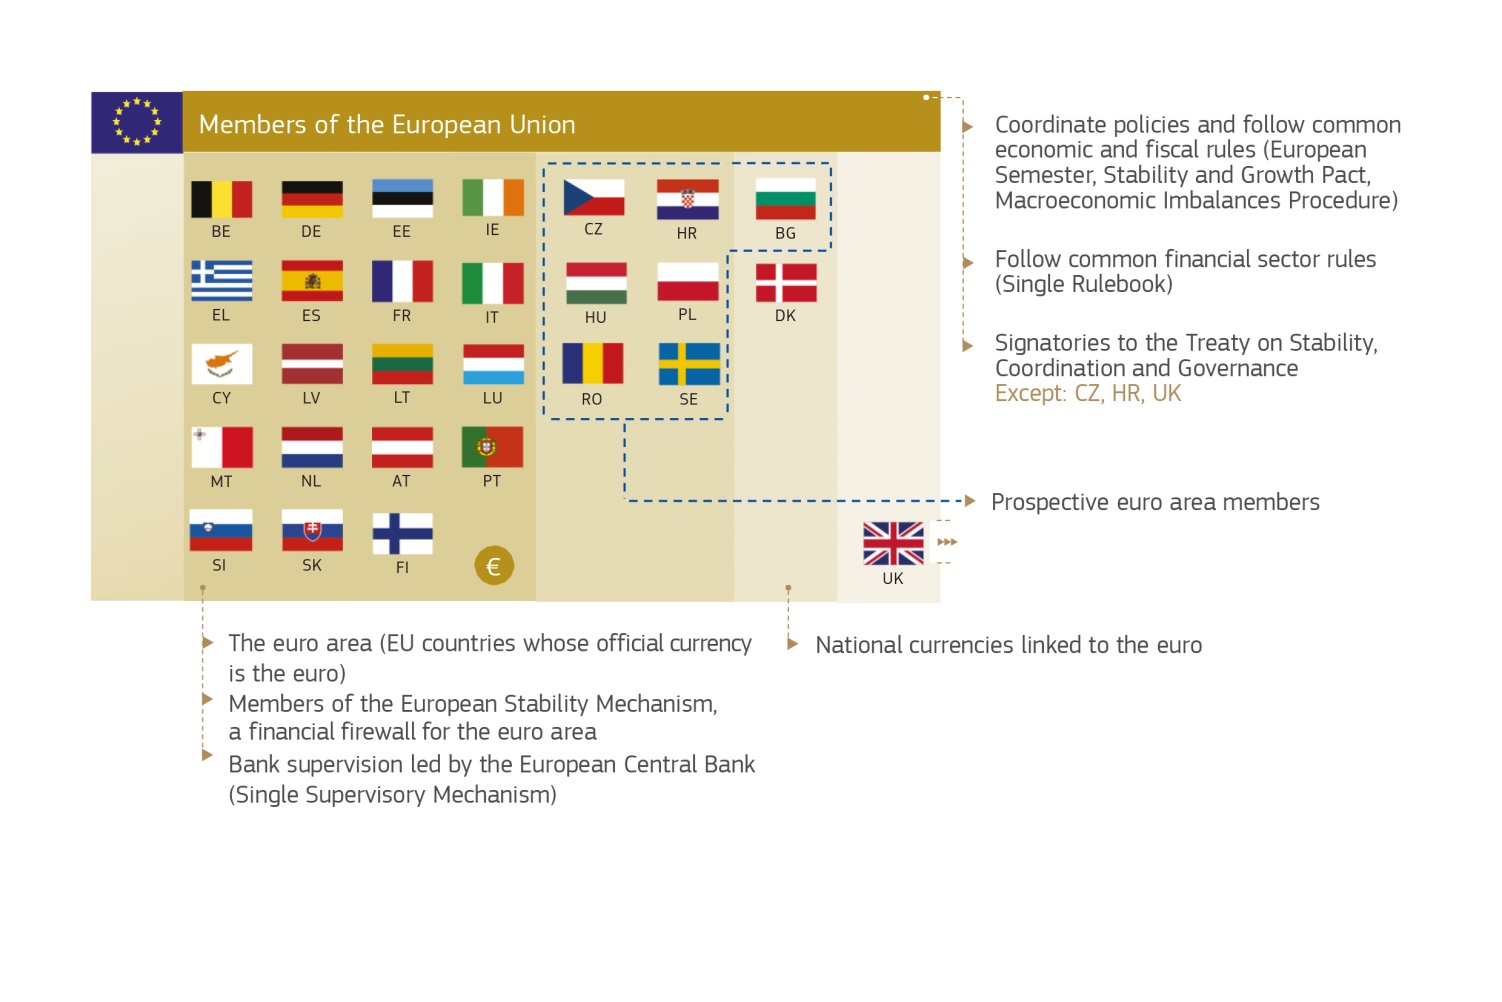 Members of the European Union
BE DE EE IE CZ HR BG
EL ES FR IT HU PL DK
CY LV LT LU RO SE
MT NL AT PT
SI SK FI € UK
Coordinate policies and follow common
economic and fiscal rules (European
Semester, Stability and Growth Pact,
Macroeconomic Imbalances Procedure)
Follow common financial sector rules
(Single Rulebook)
Signatories to the Treaty on Stability,
Coordination and Governance
Except: CZ, HR, UK
Prospective euro area members
The euro area (EU countries whose official currency
is the euro)
Members of the European Stability Mechanism,
a financial firewall for the euro area
Bank supervision led by the European Central Bank
(Single Supervisory Mechanism)
National currencies linked to the euro